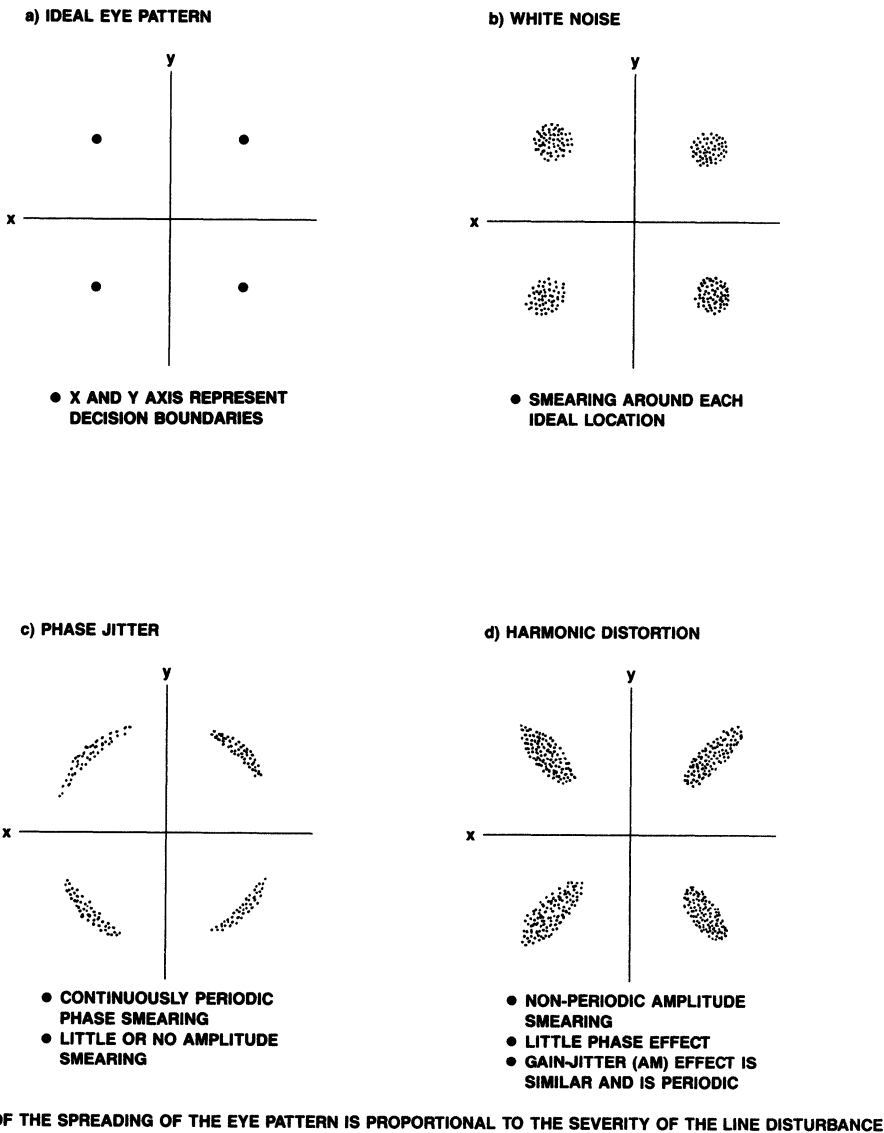 a) IDEAL EYE PATTERN
y
x
● X AND Y AXIS REPRESENT
DECISION BOUNDARIES
b) WHITE NOISE
y
x
● SMEARING AROUND EACH
IDEAL LOCATION
c) PHASE JITTER
y
x
● CONTINUOUSLY PERIODIC
PHASE SMEARING
● LITTLE OR NO AMPLITUDE
SMEARING
d) HARMONIC DISTORTION
y
x
● NON-PERIODIC AMPLITUDE
SMEARING
● LITTLE PHASE EFFECT
● GAIN-JITTER (AM) EFFECT IS
SIMILAR AND IS PERIODIC
OF THE SPREADING OF THE EYE PATTERN IS PROPORTIONAL TO THE SEVERITY OF THE LINE DISTURBANCE